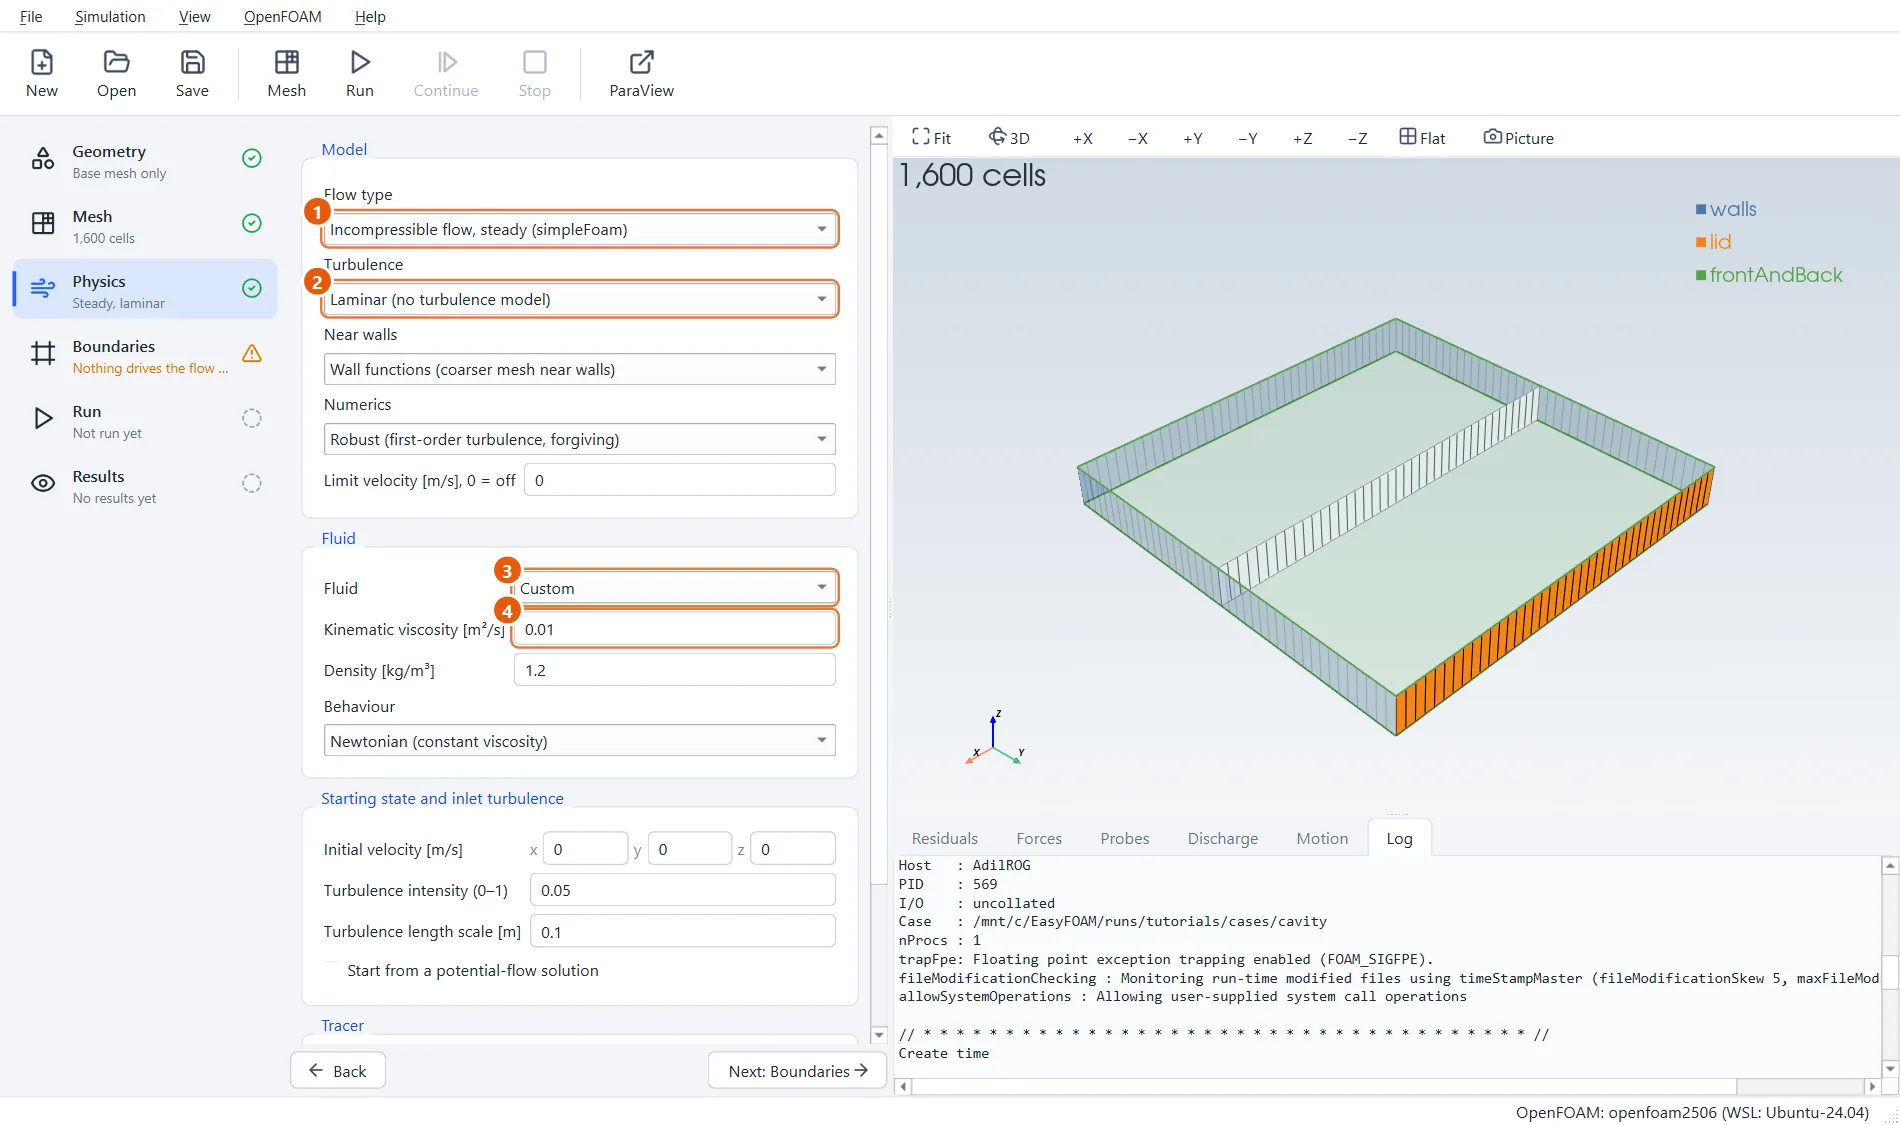 File Simulation View OpenFOAM Help
New Open Save Mesh Run Continue Stop ParaView
Geometry
Base mesh only
Mesh
1,600 cells
Physics
Steady, laminar
Boundaries
Nothing drives the flow ...
Run
Not run yet
Results
No results yet
Model
Flow type
1
Incompressible flow, steady (simpleFoam)
Turbulence
2
Laminar (no turbulence model)
Near walls
Wall functions (coarser mesh near walls)
Numerics
Robust (first-order turbulence, forgiving)
Limit velocity [m/s], 0 = off 0
Fluid
3
Fluid Custom
4
Kinematic viscosity [m²/s] 0.01
Density [kg/m³] 1.2
Behaviour
Newtonian (constant viscosity)
Starting state and inlet turbulence
Initial velocity [m/s] x 0 y 0 z 0
Turbulence intensity (0–1) 0.05
Turbulence length scale [m] 0.1
Start from a potential-flow solution
Tracer
Back Next: Boundaries
Fit 3D +X −X +Y −Y +Z −Z Flat Picture
1,600 cells
walls
lid
frontAndBack
Z
X Y
Residuals Forces Probes Discharge Motion Log
Host : AdilROG
PID : 569
I/O : uncollated
Case : /mnt/c/EasyFOAM/runs/tutorials/cases/cavity
nProcs : 1
trapFpe: Floating point exception trapping enabled (FOAM_SIGFPE).
fileModificationChecking : Monitoring run-time modified files using timeStampMaster (fileModificationSkew 5, maxFileMod
allowSystemOperations : Allowing user-supplied system call operations
// * * * * * * * * * * * * * * * * * * * * * * * * * * * * * * * * * * * * * //
Create time
OpenFOAM: openfoam2506 (WSL: Ubuntu-24.04)